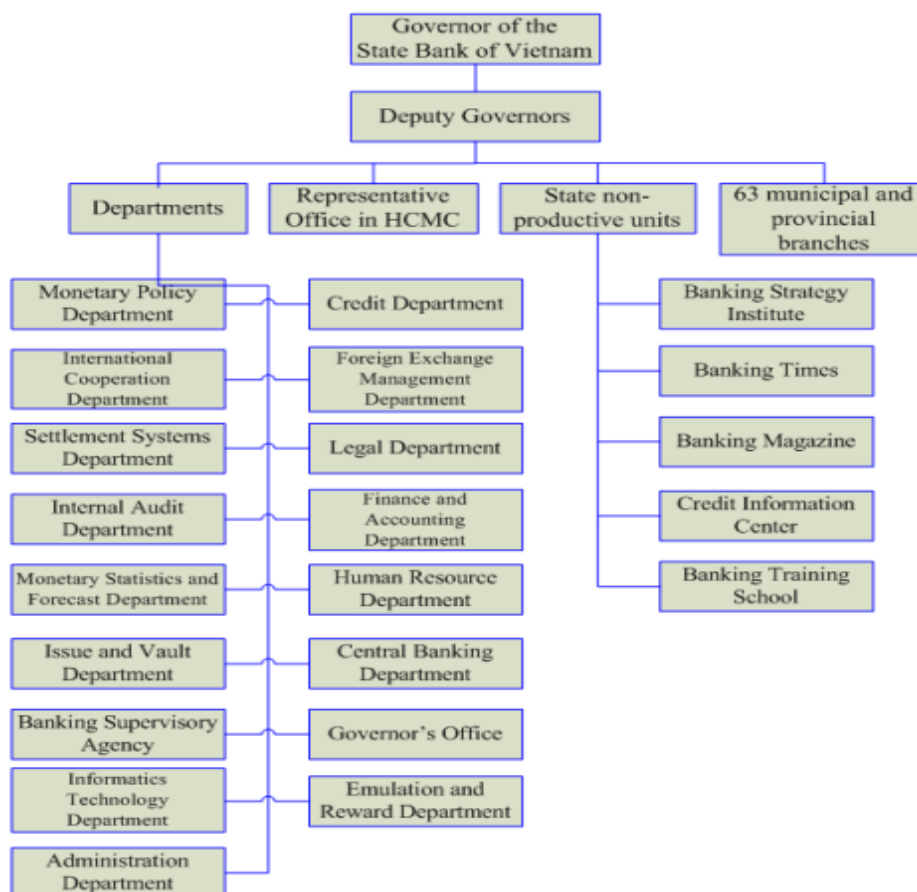 Governor of the
State Bank of Vietnam
Deputy Governors
Departments
Representative
Office in HCMC
State non-
productive units
63 municipal and
provincial
branches
Monetary Policy
Department
Credit Department
Banking Strategy
Institute
International
Cooperation
Department
Foreign Exchange
Management
Department
Banking Times
Settlement Systems
Department
Legal Department
Banking Magazine
Internal Audit
Department
Finance and
Accounting
Department
Credit Information
Center
Monetary Statistics and
Forecast Department
Human Resource
Department
Banking Training
School
Issue and Vault
Department
Central Banking
Department
Banking Supervisory
Agency
Governor's Office
Informatics
Technology
Department
Emulation and
Reward Department
Administration
Department